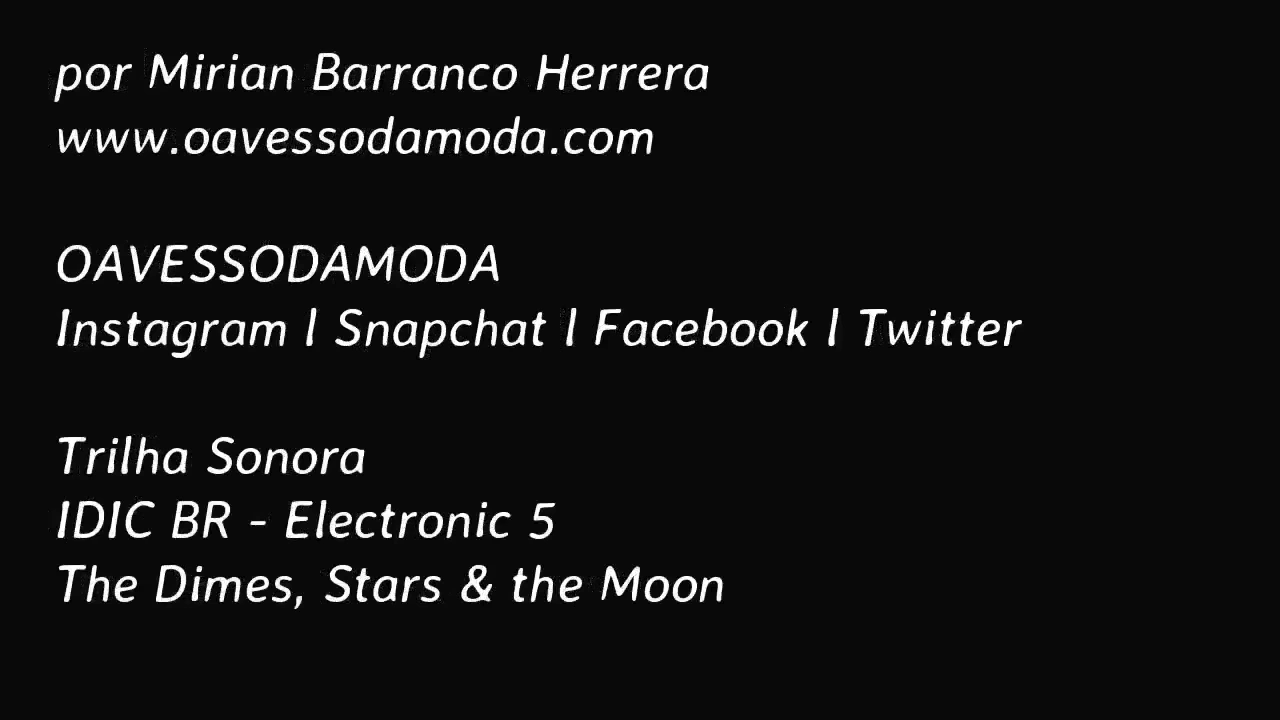 por Mirian Barranco Herrera
www.oavessodamoda.com
OAVESSODAMODA
Instagram l Snapchat l Facebook l Twitter
Trilha Sonora
IDIC BR - Electronic 5
The Dimes, Stars & the Moon